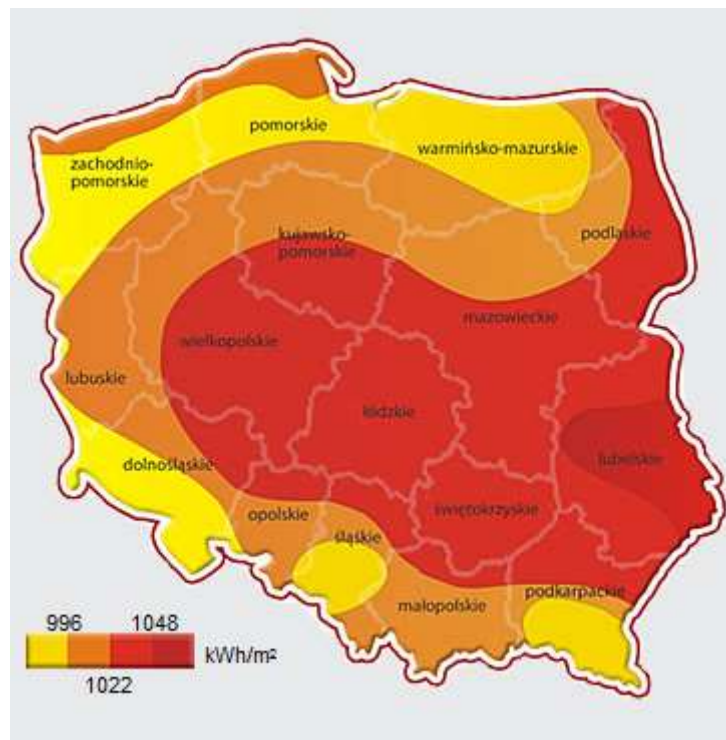 pomorskie
warmińsko-mazurskie
zachodnio-
pomorskie
kujawsko-
pomorskie
podląskie
mazowieckie
wielkopolskie
lubuskie
łódzkie
dolnośląskie
lubelskie
opolskie
świętokrzyskie
śląskie
małopolskie
podkarpackie
996 1048
kWh/m²
1022